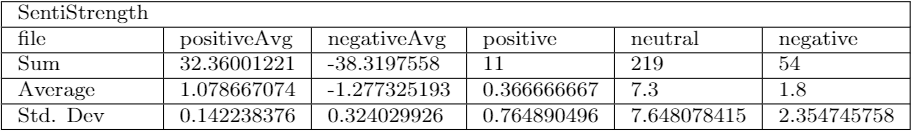 SentiStrength
file positiveAvg negativeAvg positive neutral negative
Sum 32.36001221 -38.3197558 11 219 54
Average 1.078667074 -1.277325193 0.366666667 7.3 1.8
Std. Dev 0.142238376 0.324029926 0.764890496 7.648078415 2.354745758